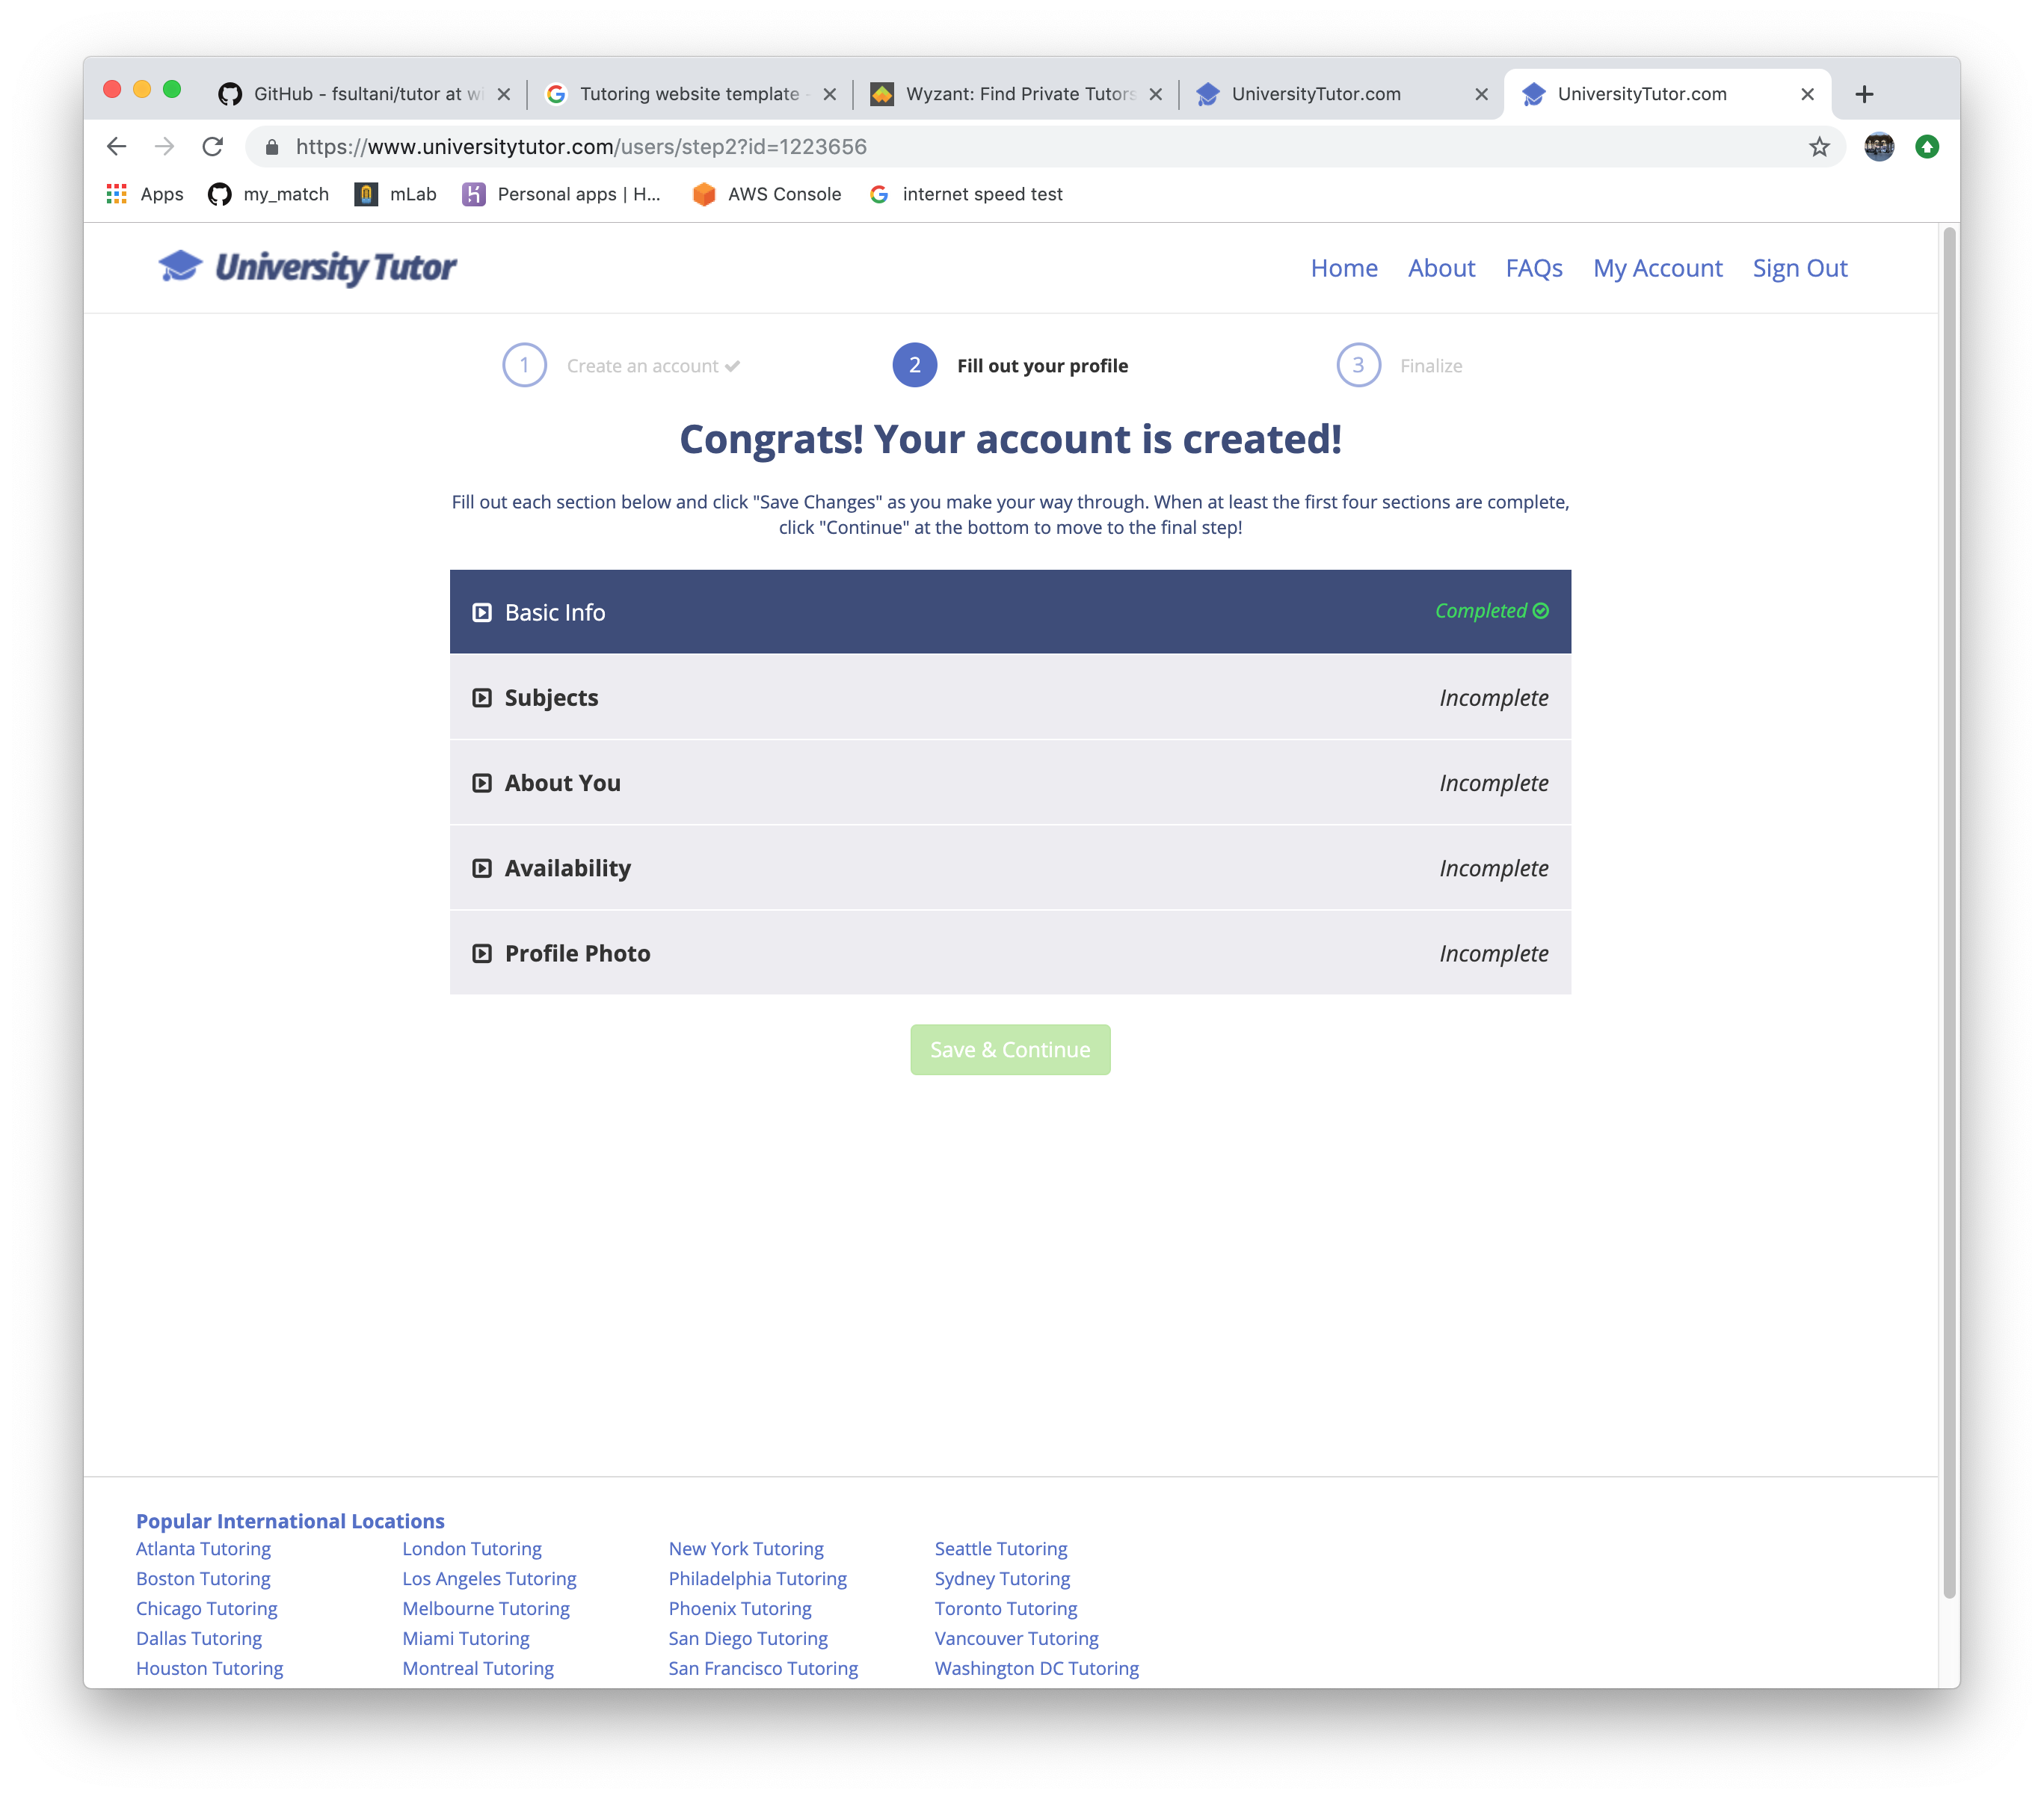 GitHub - fsultani/tutor at wi
Tutoring website template -
Wyzant: Find Private Tutors
UniversityTutor.com
UniversityTutor.com
https://www.universitytutor.com/users/step2?id=1223656
Apps
my_match
mLab
Personal apps | H...
AWS Console
internet speed test
University Tutor
Home
About
FAQs
My Account
Sign Out
1 Create an account
2 Fill out your profile
3 Finalize
Congrats! Your account is created!
Fill out each section below and click "Save Changes" as you make your way through. When at least the first four sections are complete,
click "Continue" at the bottom to move to the final step!
Basic Info Completed
Subjects Incomplete
About You Incomplete
Availability Incomplete
Profile Photo Incomplete
Save & Continue
Popular International Locations
Atlanta Tutoring London Tutoring New York Tutoring Seattle Tutoring
Boston Tutoring Los Angeles Tutoring Philadelphia Tutoring Sydney Tutoring
Chicago Tutoring Melbourne Tutoring Phoenix Tutoring Toronto Tutoring
Dallas Tutoring Miami Tutoring San Diego Tutoring Vancouver Tutoring
Houston Tutoring Montreal Tutoring San Francisco Tutoring Washington DC Tutoring